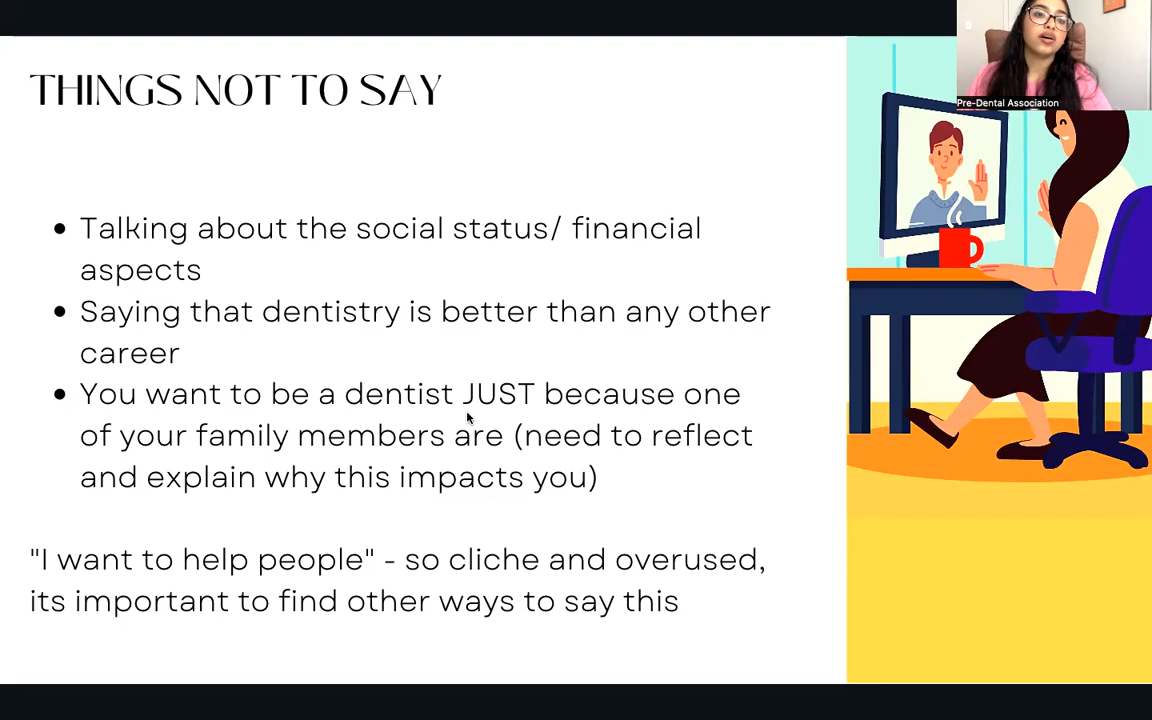 THINGS NOT TO SAY
Pre-Dental Association
Talking about the social status/ financial
aspects
Saying that dentistry is better than any other
career
You want to be a dentist JUST because one
of your family members are (need to reflect
and explain why this impacts you)
"I want to help people" - so cliche and overused,
its important to find other ways to say this